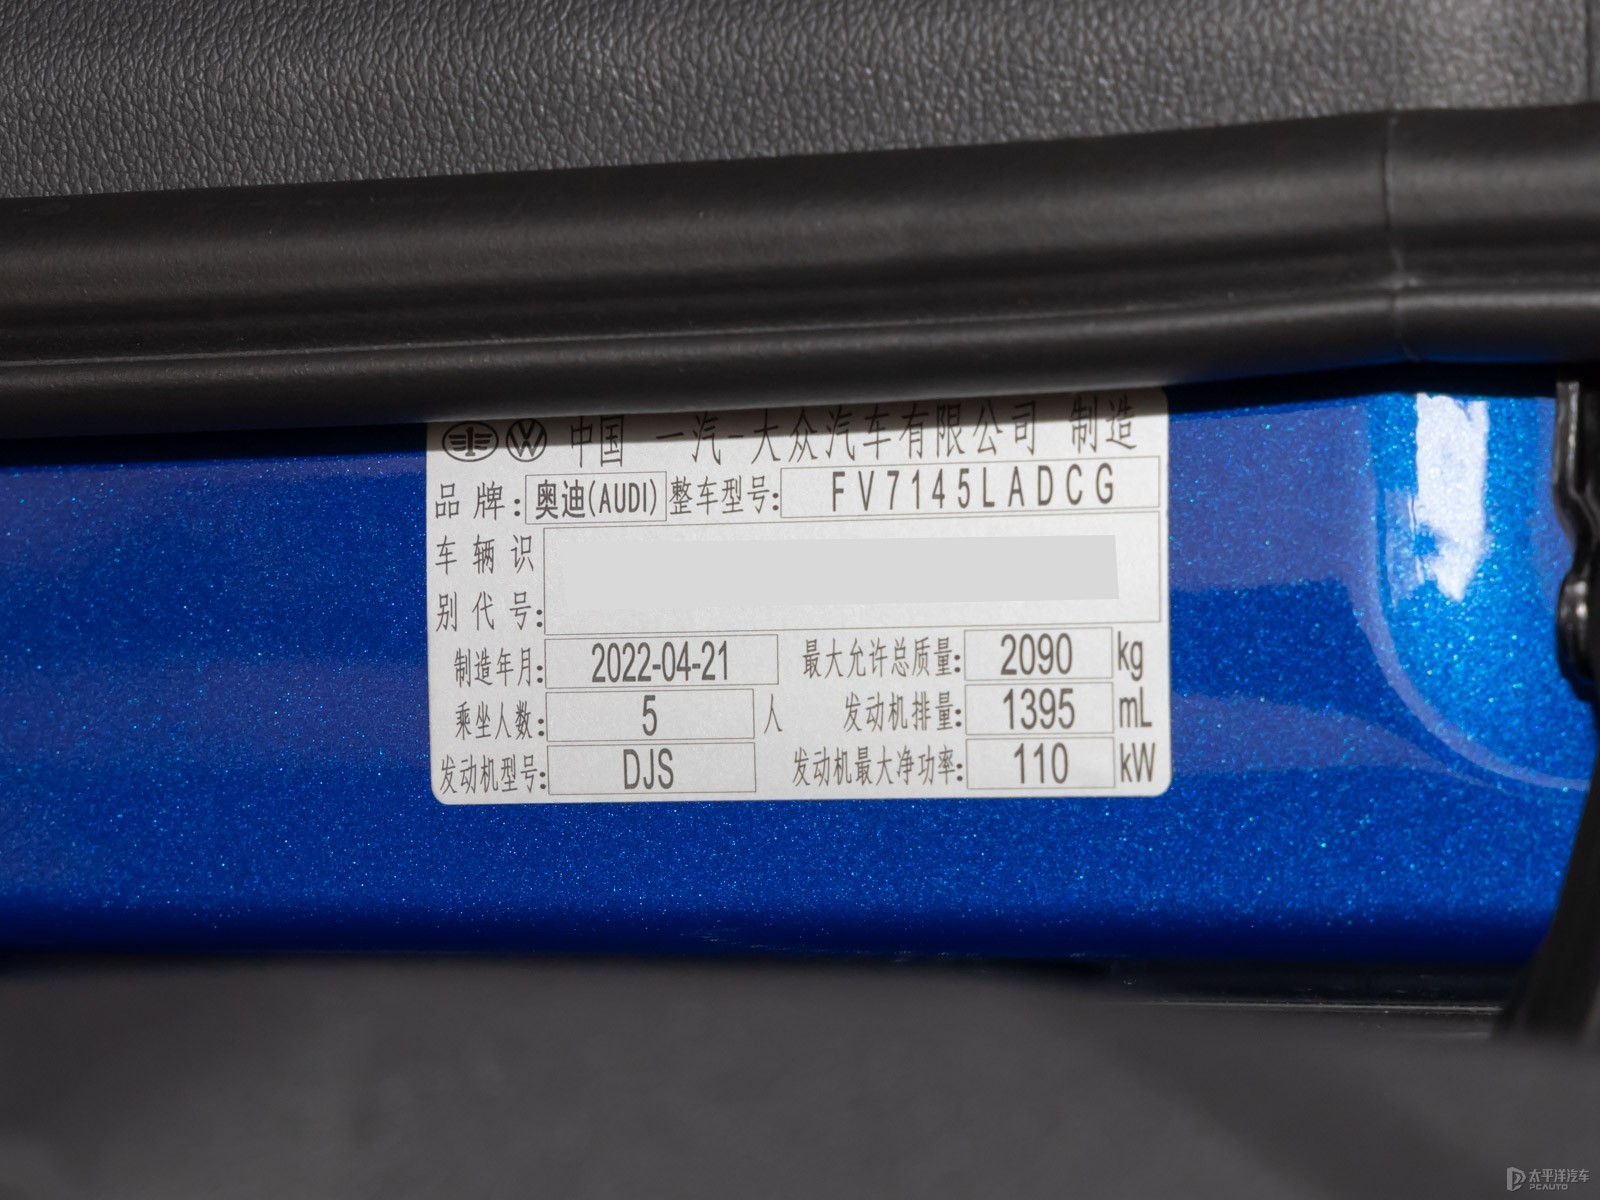 中国 一汽-大众汽车有限公司 制造
品牌: 奥迪(AUDI) 整车型号: FV7145LADCG
车辆识
别代号:
制造年月: 2022-04-21 最大允许总质量: 2090 kg
乘坐人数: 5 人 发动机排量: 1395 mL
发动机型号: DJS 发动机最大净功率: 110 kW
太平洋汽车
PCAUTO